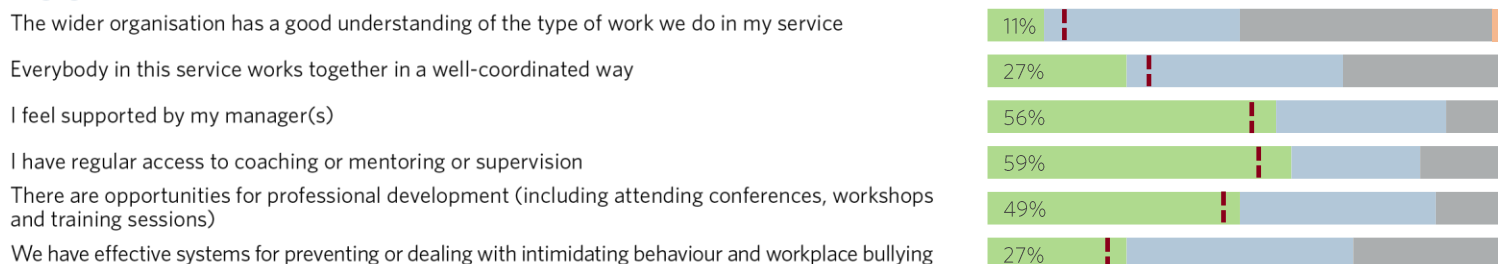 The wider organisation has a good understanding of the type of work we do in my service
11%
Everybody in this service works together in a well-coordinated way
27%
I feel supported by my manager(s)
56%
I have regular access to coaching or mentoring or supervision
59%
There are opportunities for professional development (including attending conferences, workshops
and training sessions)
49%
We have effective systems for preventing or dealing with intimidating behaviour and workplace bullying
27%